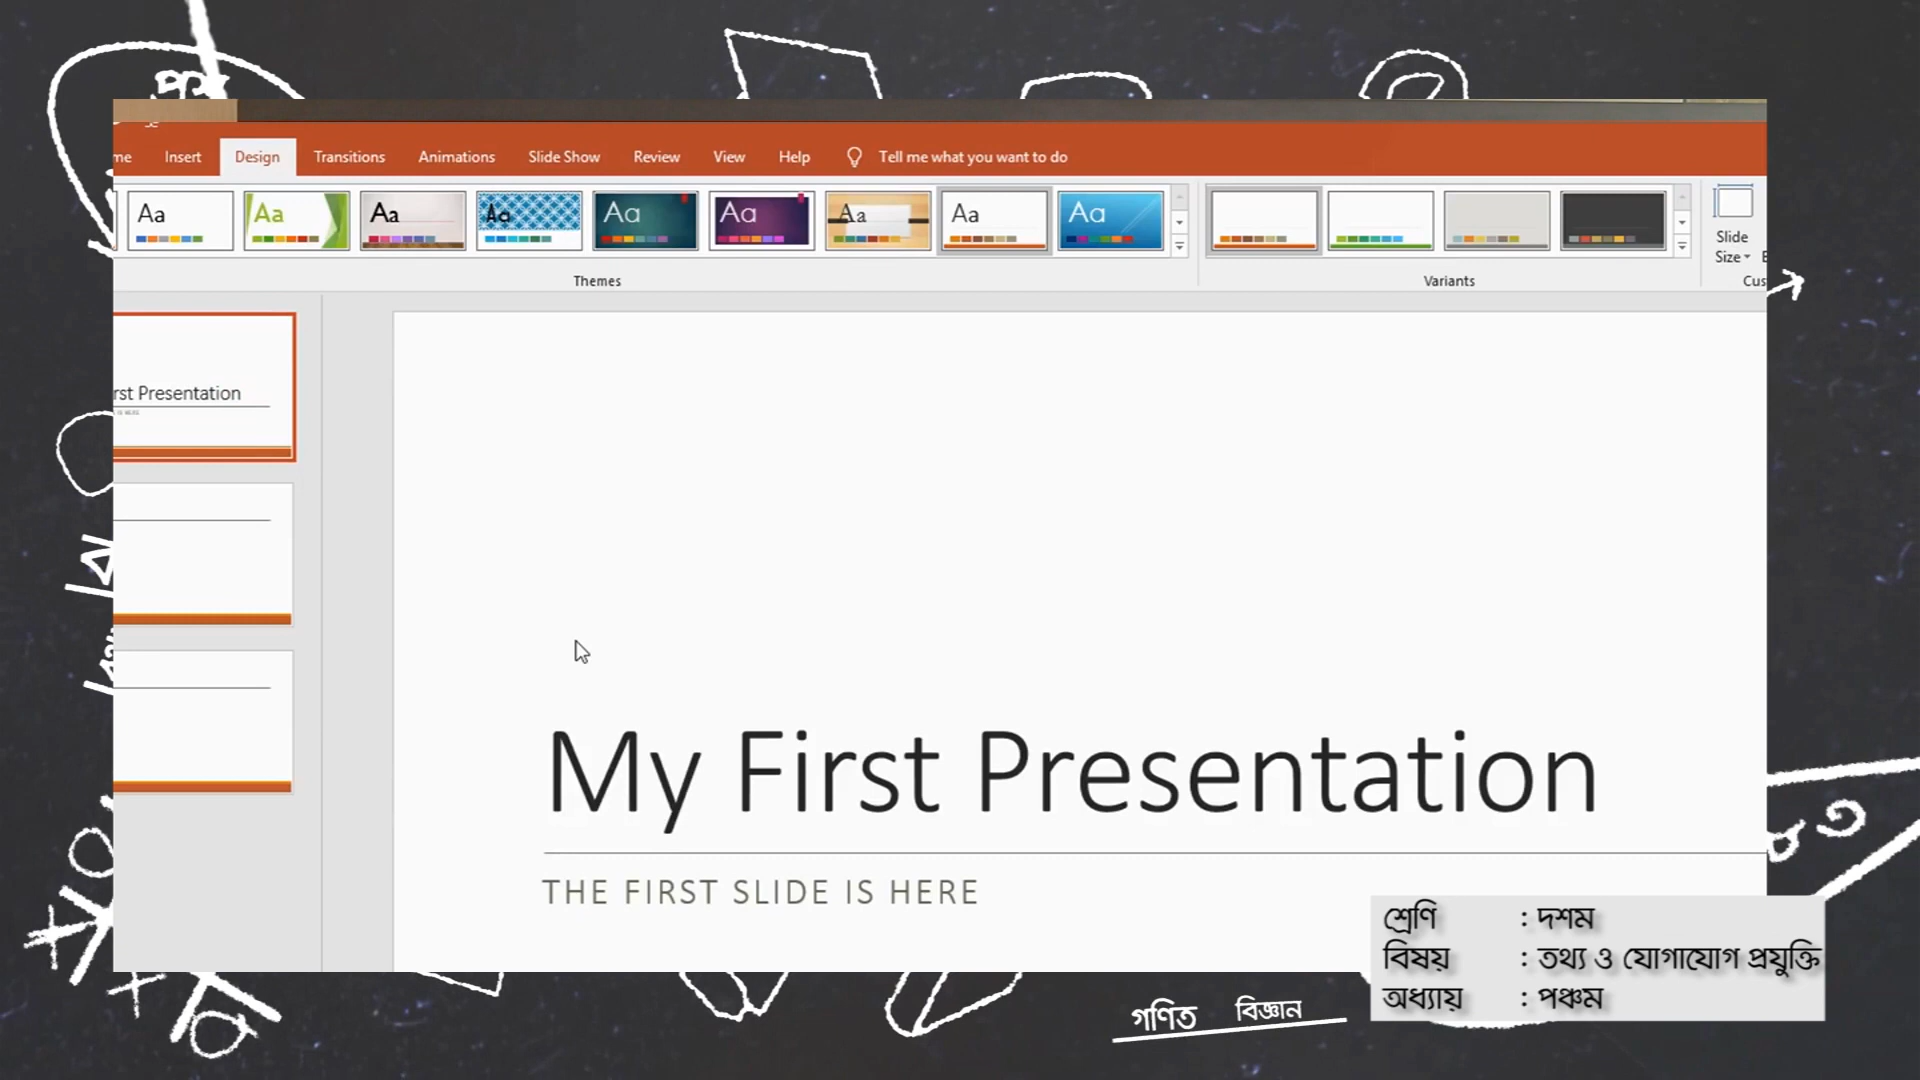 me Insert Design Transitions Animations Slide Show Review View Help Tell me what you want to do
Aa Aa Aa Aa Aa Aa Aa Aa Aa
Slide
Size
Themes Variants Cus
rst Presentation
My First Presentation
THE FIRST SLIDE IS HERE
শ্রেণি : দশম
বিষয় : তথ্য ও যোগাযোগ প্রযুক্তি
অধ্যায় : পঞ্চম
গণিত বিজ্ঞান